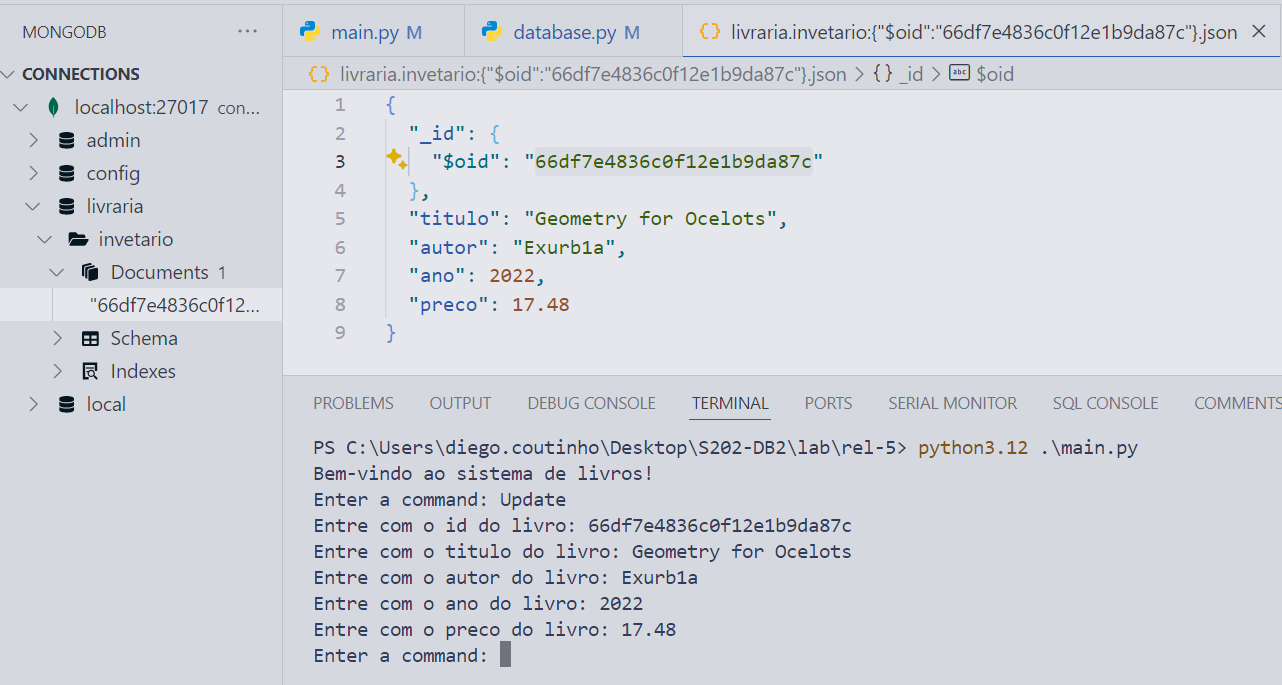 MONGODB ...
CONNECTIONS
localhost:27017 con...
admin
config
livraria
invetario
Documents 1
"66df7e4836c0f12...
Schema
Indexes
local
main.py M
database.py M
{} livraria.invetario:{"$oid":"66df7e4836c0f12e1b9da87c"}.json
{} livraria.invetario:{"$oid":"66df7e4836c0f12e1b9da87c"}.json > {} _id > abc $oid
1 {
2 "_id": {
3 "$oid": "66df7e4836c0f12e1b9da87c"
4 },
5 "titulo": "Geometry for Ocelots",
6 "autor": "Exurb1a",
7 "ano": 2022,
8 "preco": 17.48
9 }
PROBLEMS OUTPUT DEBUG CONSOLE TERMINAL PORTS SERIAL MONITOR SQL CONSOLE COMMENTS
PS C:\Users\diego.coutinho\Desktop\S202-DB2\lab\rel-5> python3.12 .\main.py
Bem-vindo ao sistema de livros!
Enter a command: Update
Entre com o id do livro: 66df7e4836c0f12e1b9da87c
Entre com o titulo do livro: Geometry for Ocelots
Entre com o autor do livro: Exurb1a
Entre com o ano do livro: 2022
Entre com o preco do livro: 17.48
Enter a command: